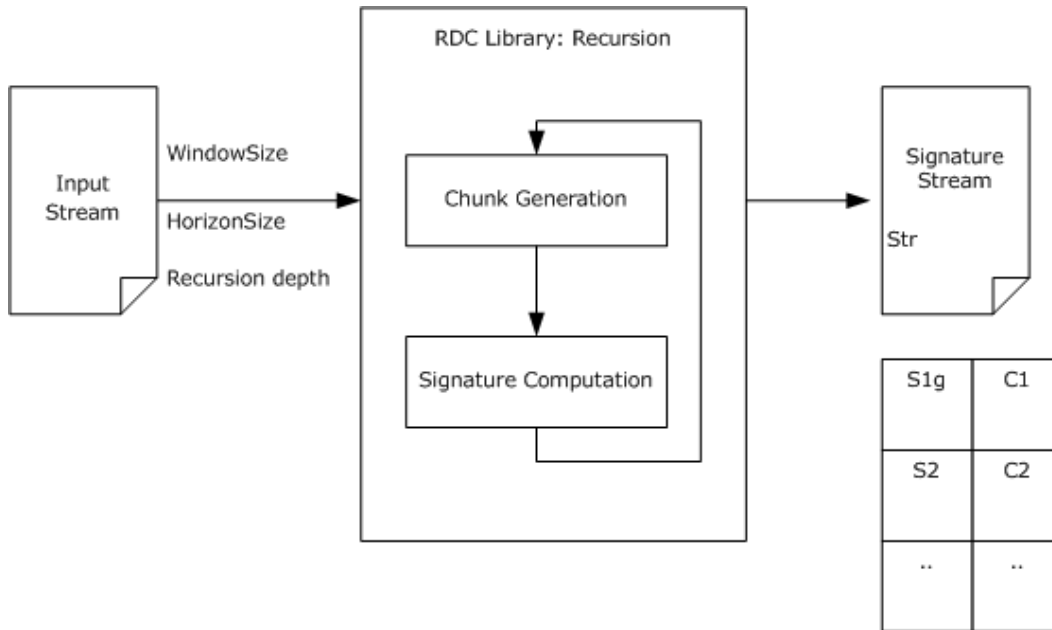 RDC Library: Recursion
Input
Stream
WindowSize
HorizonSize
Recursion depth
Chunk Generation
Signature Computation
Signature
Stream
Str
S1g
C1
S2
C2
..
..